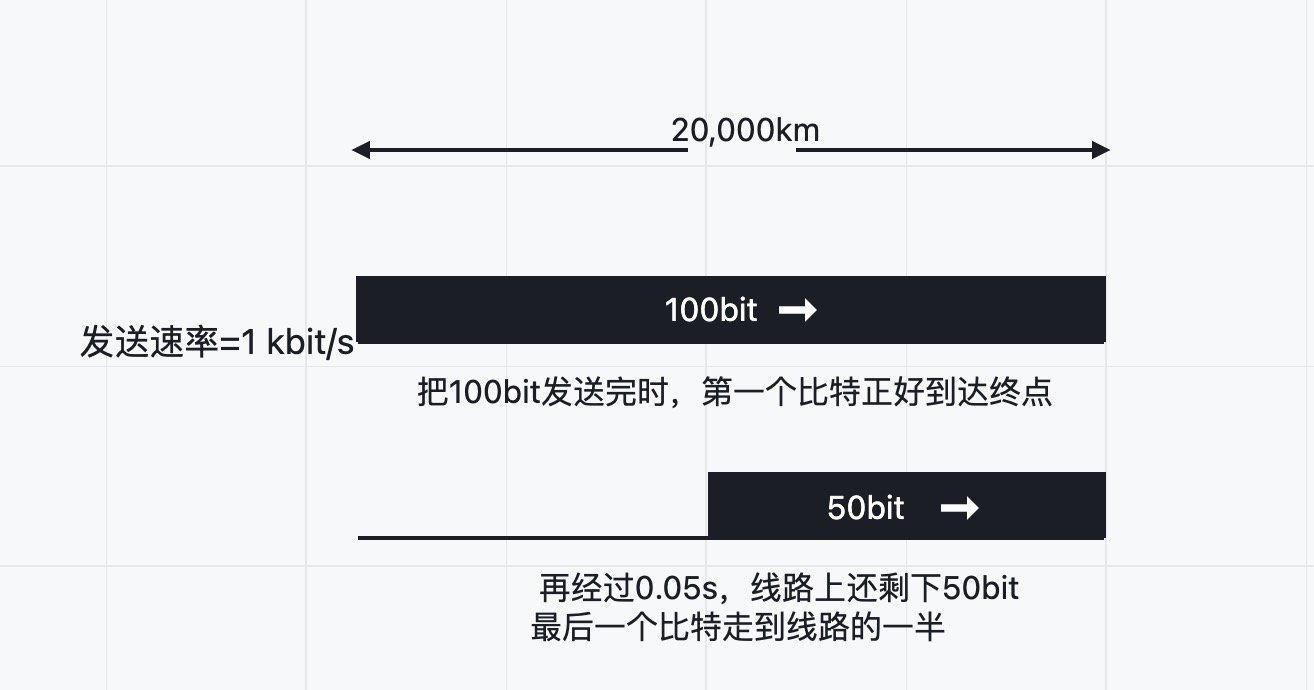 20,000km
100bit
发送速率=1 kbit/s
把100bit发送完时，第一个比特正好到达终点
50bit
再经过0.05s，线路上还剩下50bit
最后一个比特走到线路的一半